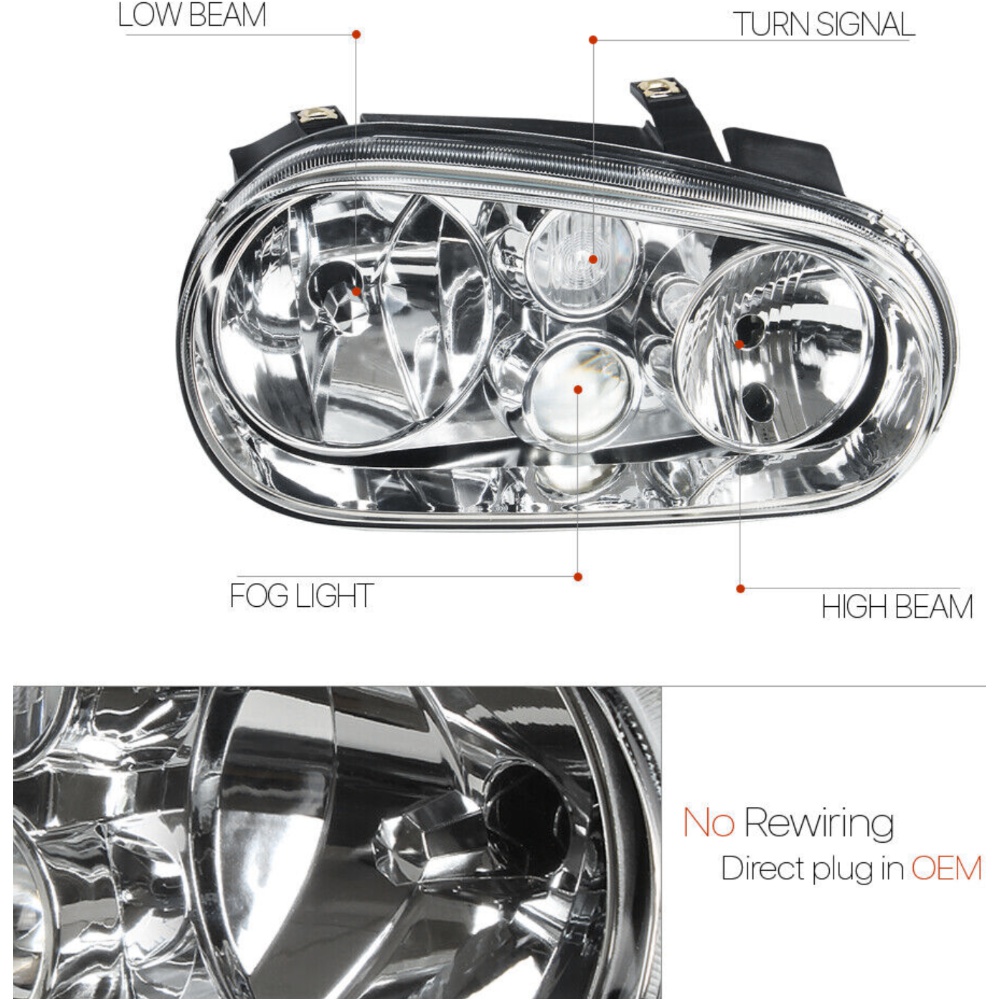 LOW BEAM
TURN SIGNAL
FOG LIGHT
HIGH BEAM
No Rewiring
Direct plug in OEM